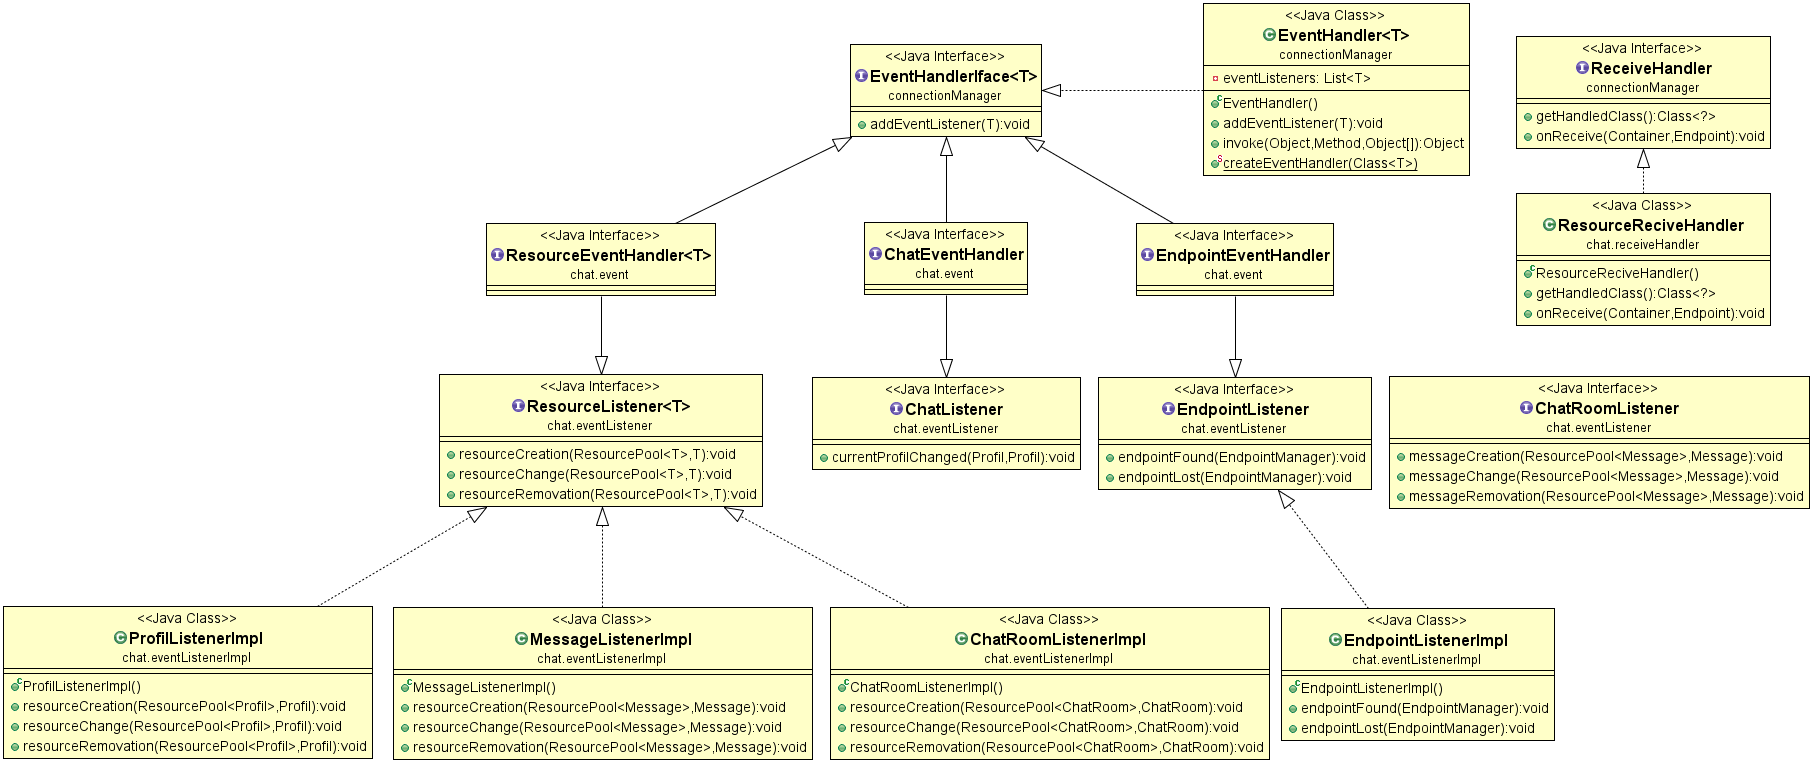 <<Java Class>>
EventHandler<T>
connectionManager
eventListeners: List<T>
EventHandler()
addEventListener(T):void
invoke(Object,Method,Object[]):Object
createEventHandler(Class<T>)
<<Java Interface>>
EventHandlerIface<T>
connectionManager
addEventListener(T):void
<<Java Interface>>
ReceiveHandler
connectionManager
getHandledClass():Class<?>
onReceive(Container,Endpoint):void
<<Java Class>>
ResourceReciveHandler
chat.receiveHandler
ResourceReciveHandler()
getHandledClass():Class<?>
onReceive(Container,Endpoint):void
<<Java Interface>>
ResourceEventHandler<T>
chat.event
<<Java Interface>>
ChatEventHandler
chat.event
<<Java Interface>>
EndpointEventHandler
chat.event
<<Java Interface>>
ResourceListener<T>
chat.eventListener
resourceCreation(ResourcePool<T>,T):void
resourceChange(ResourcePool<T>,T):void
resourceRemovation(ResourcePool<T>,T):void
<<Java Interface>>
ChatListener
chat.eventListener
currentProfilChanged(Profil,Profil):void
<<Java Interface>>
EndpointListener
chat.eventListener
endpointFound(EndpointManager):void
endpointLost(EndpointManager):void
<<Java Interface>>
ChatRoomListener
chat.eventListener
messageCreation(ResourcePool<Message>,Message):void
messageChange(ResourcePool<Message>,Message):void
messageRemovation(ResourcePool<Message>,Message):void
<<Java Class>>
ProfilListenerImpl
chat.eventListenerImpl
ProfilListenerImpl()
resourceCreation(ResourcePool<Profil>,Profil):void
resourceChange(ResourcePool<Profil>,Profil):void
resourceRemovation(ResourcePool<Profil>,Profil):void
<<Java Class>>
MessageListenerImpl
chat.eventListenerImpl
MessageListenerImpl()
resourceCreation(ResourcePool<Message>,Message):void
resourceChange(ResourcePool<Message>,Message):void
resourceRemovation(ResourcePool<Message>,Message):void
<<Java Class>>
ChatRoomListenerImpl
chat.eventListenerImpl
ChatRoomListenerImpl()
resourceCreation(ResourcePool<ChatRoom>,ChatRoom):void
resourceChange(ResourcePool<ChatRoom>,ChatRoom):void
resourceRemovation(ResourcePool<ChatRoom>,ChatRoom):void
<<Java Class>>
EndpointListenerImpl
chat.eventListenerImpl
EndpointListenerImpl()
endpointFound(EndpointManager):void
endpointLost(EndpointManager):void